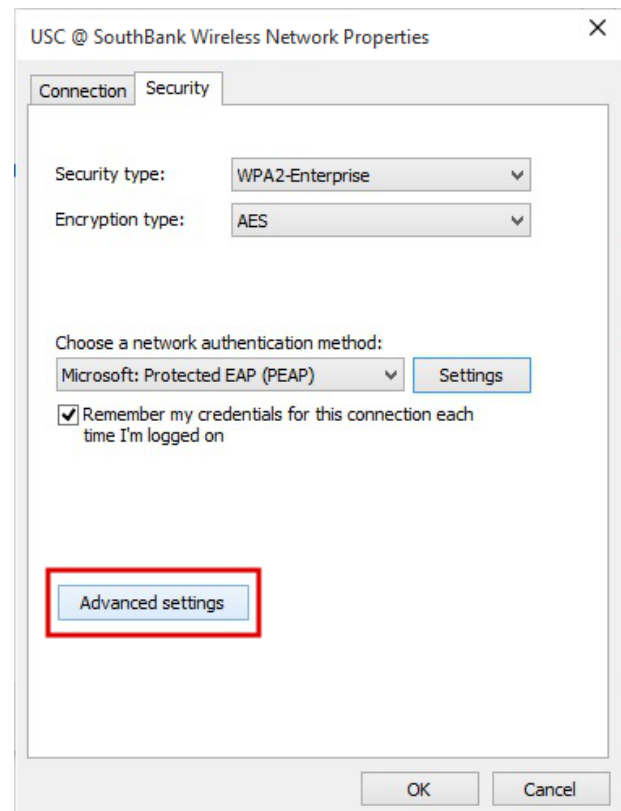 USC @ SouthBank Wireless Network Properties
Connection Security
Security type: WPA2-Enterprise
Encryption type: AES
Choose a network authentication method:
Microsoft: Protected EAP (PEAP) Settings
Remember my credentials for this connection each
time I'm logged on
Advanced settings
OK Cancel